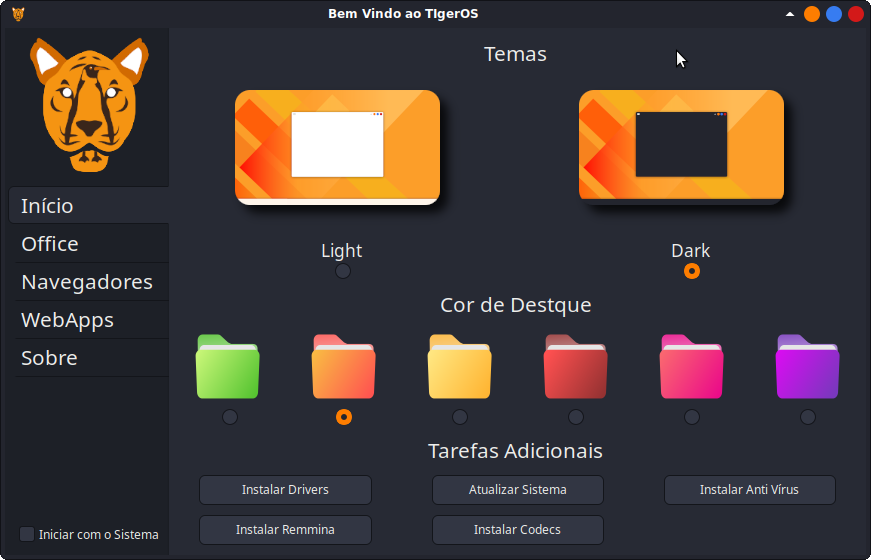 Bem Vindo ao TIgerOS
Início
Office
Navegadores
WebApps
Sobre
Iniciar com o Sistema
Temas
Light
Dark
Cor de Destque
Tarefas Adicionais
Instalar Drivers
Atualizar Sistema
Instalar Anti Vírus
Instalar Remmina
Instalar Codecs